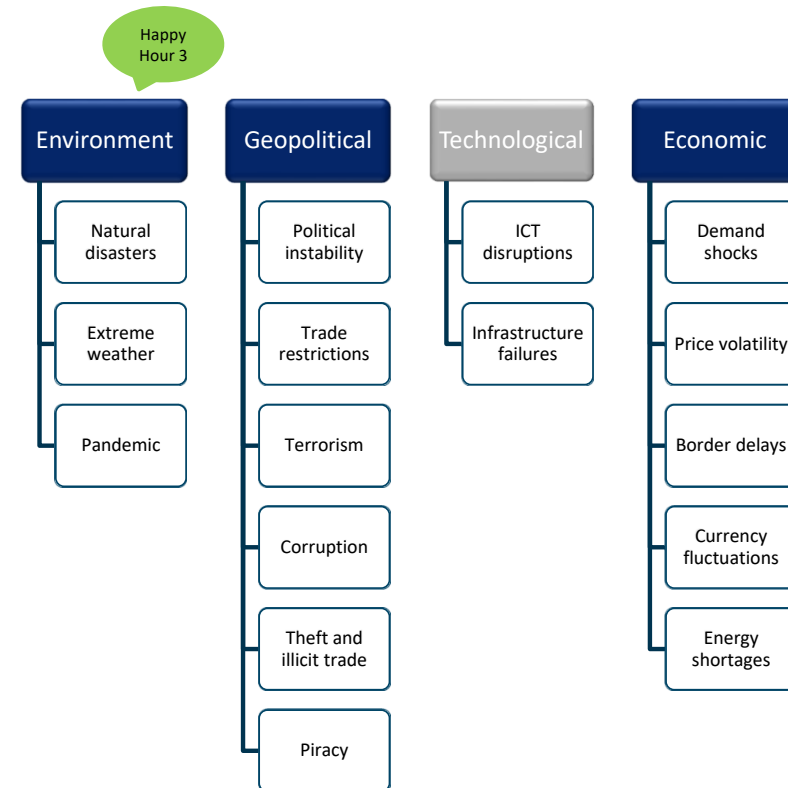 Happy
Hour 3
Environment
Natural
disasters
Extreme
weather
Pandemic
Geopolitical
Political
instability
Trade
restrictions
Terrorism
Corruption
Theft and
illicit trade
Piracy
Technological
ICT
disruptions
Infrastructure
failures
Economic
Demand
shocks
Price volatility
Border delays
Currency
fluctuations
Energy
shortages